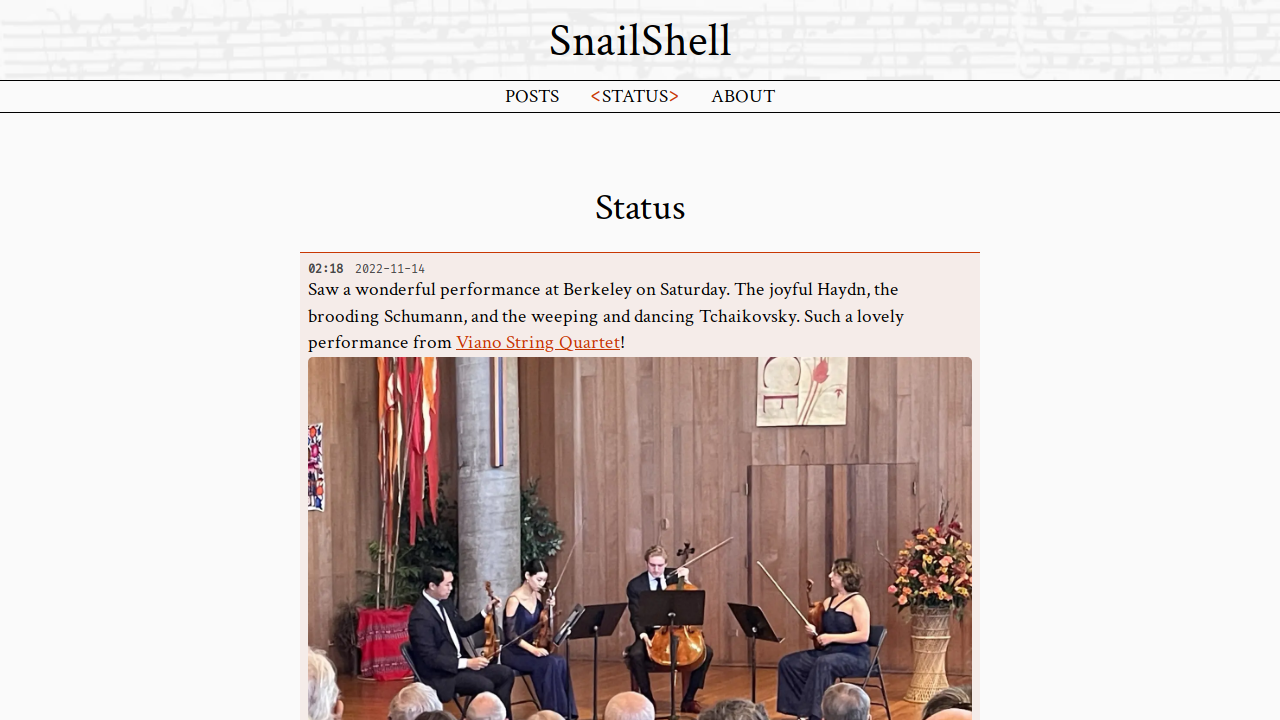 SnailShell
POSTS <STATUS> ABOUT
Status
02:18 2022-11-14
Saw a wonderful performance at Berkeley on Saturday. The joyful Haydn, the
brooding Schumann, and the weeping and dancing Tchaikovsky. Such a lovely
performance from Viano String Quartet!